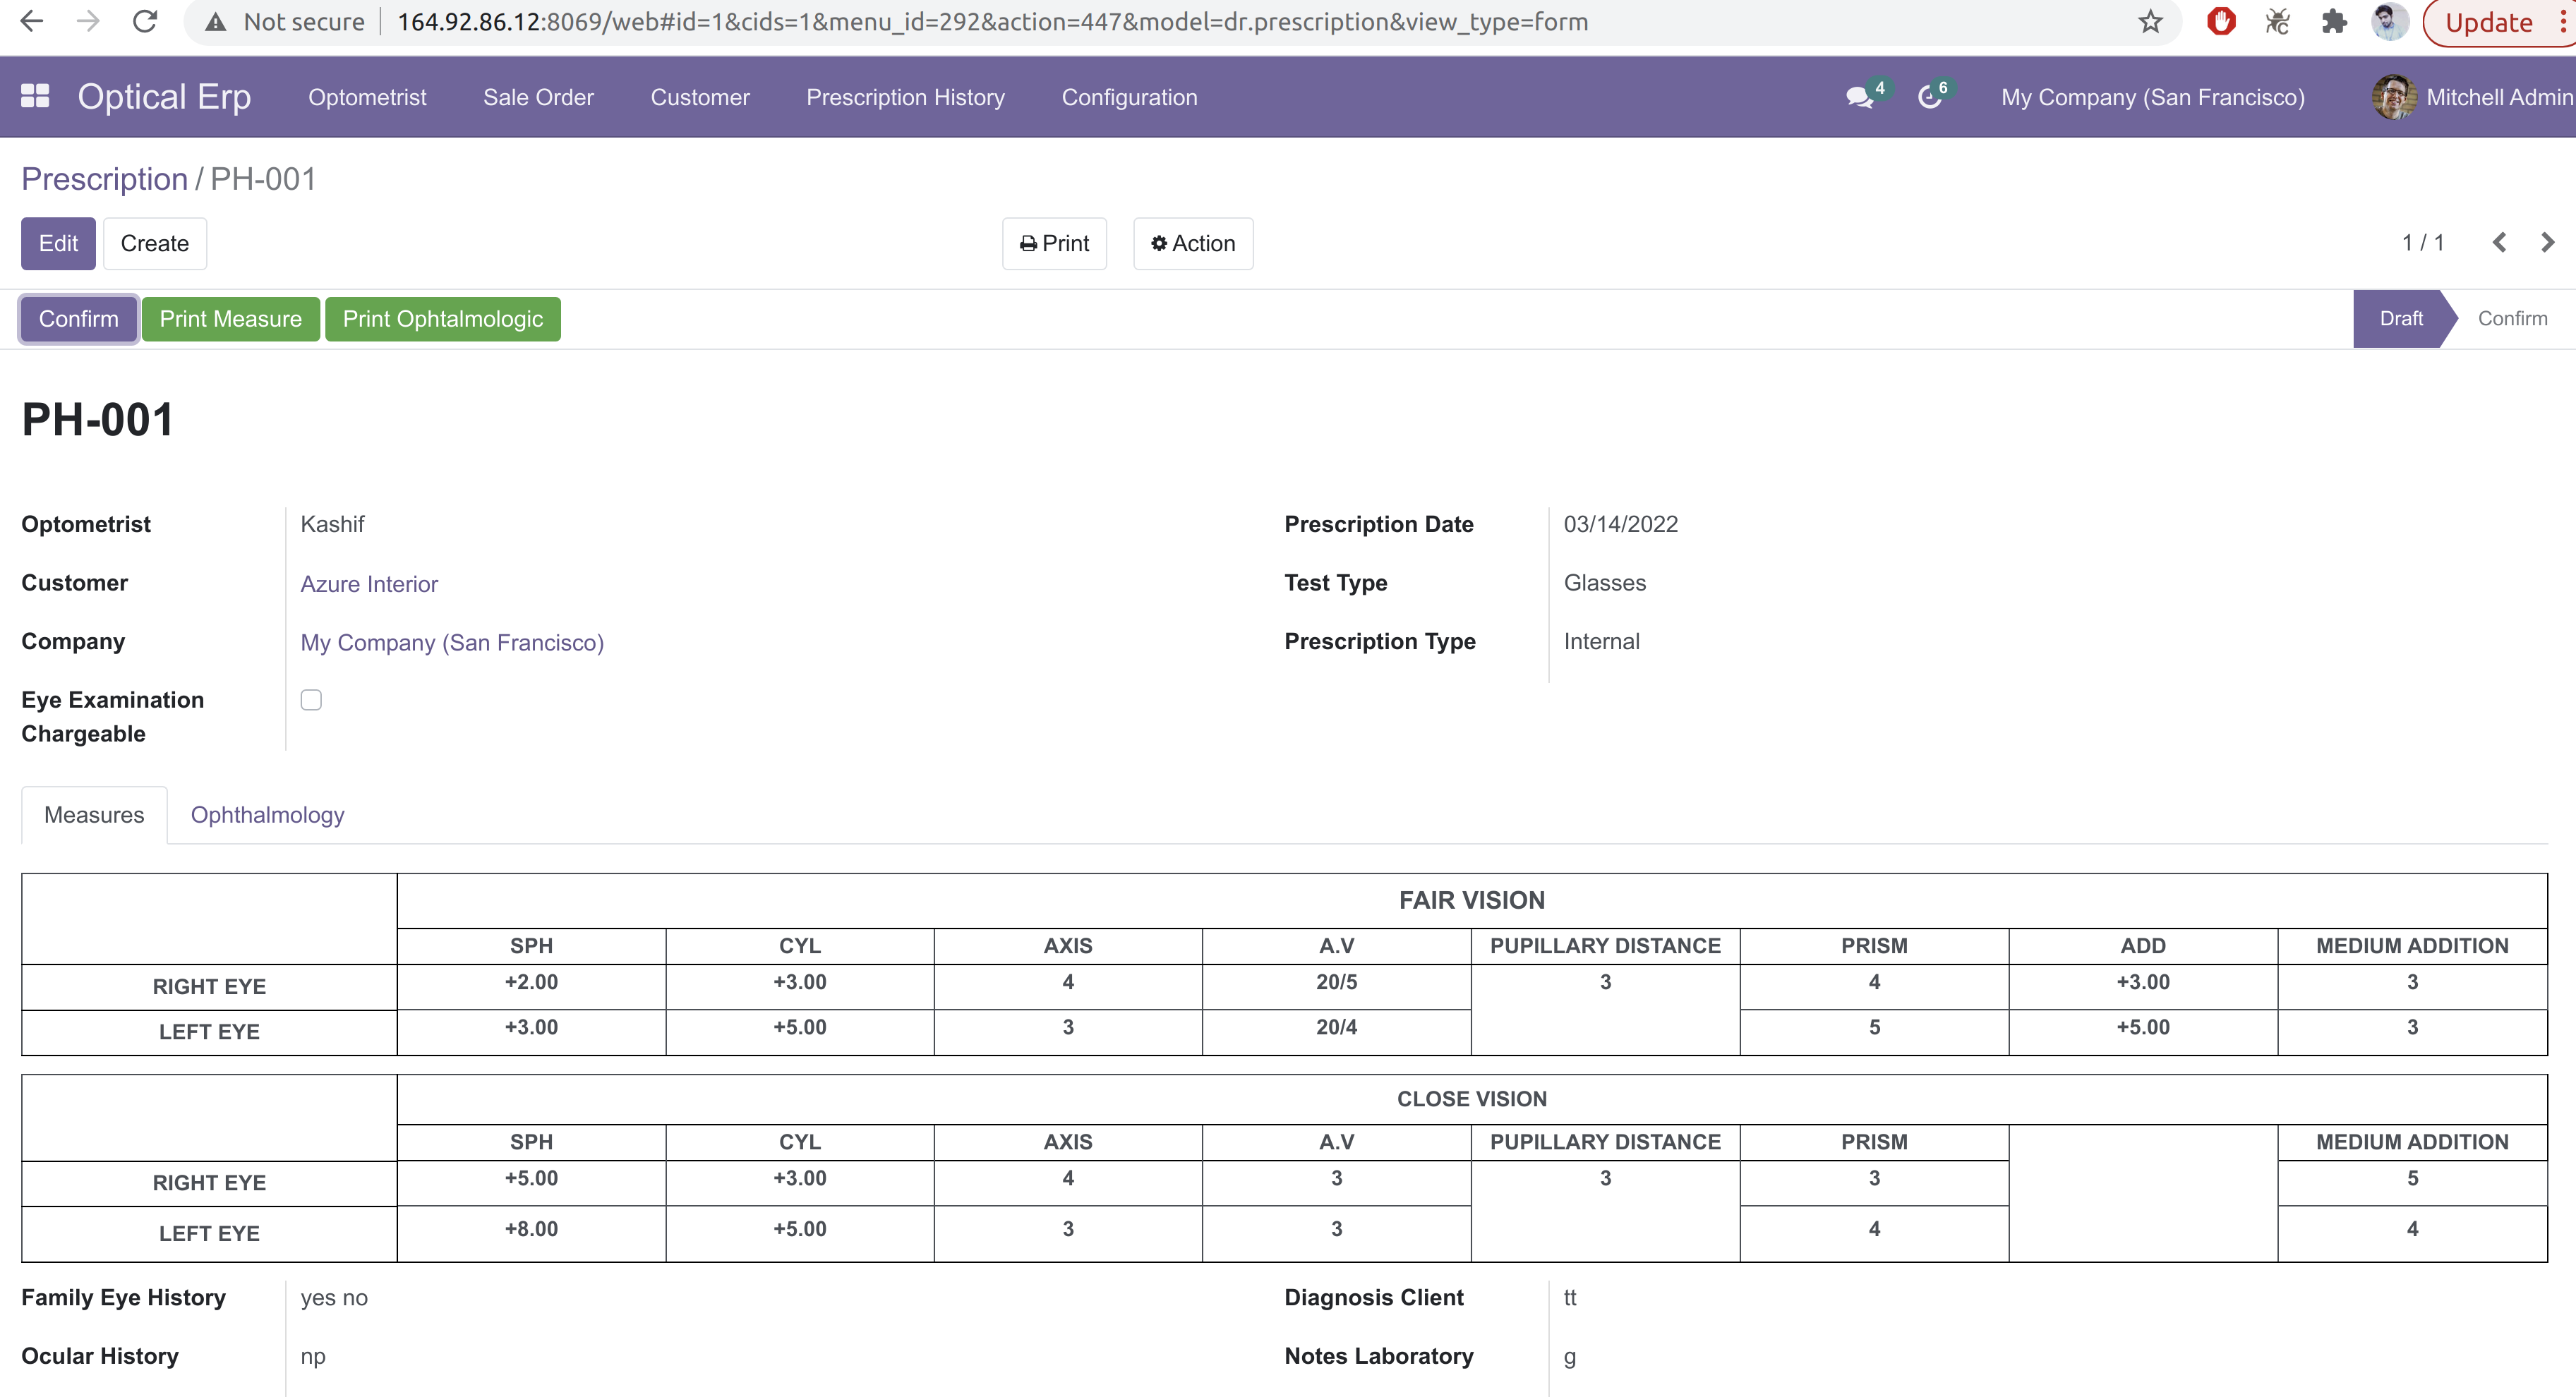 Not secure 164.92.86.12:8069/web#id=1&cids=1&menu_id=292&action=447&model=dr.prescription&view_type=form Update
Optical Erp Optometrist Sale Order Customer Prescription History Configuration 4 6 My Company (San Francisco) Mitchell Admin
Prescription / PH-001
Edit Create Print Action 1 / 1
Confirm Print Measure Print Ophtalmologic Draft Confirm
PH-001
Optometrist Kashif Prescription Date 03/14/2022
Customer Azure Interior Test Type Glasses
Company My Company (San Francisco) Prescription Type Internal
Eye Examination
Chargeable
Measures Ophthalmology
FAIR VISION
SPH CYL AXIS A.V PUPILLARY DISTANCE PRISM ADD MEDIUM ADDITION
RIGHT EYE +2.00 +3.00 4 20/5 3 4 +3.00 3
LEFT EYE +3.00 +5.00 3 20/4 5 +5.00 3
CLOSE VISION
SPH CYL AXIS A.V PUPILLARY DISTANCE PRISM MEDIUM ADDITION
RIGHT EYE +5.00 +3.00 4 3 3 3 5
LEFT EYE +8.00 +5.00 3 3 4 4
Family Eye History yes no Diagnosis Client tt
Ocular History np Notes Laboratory g